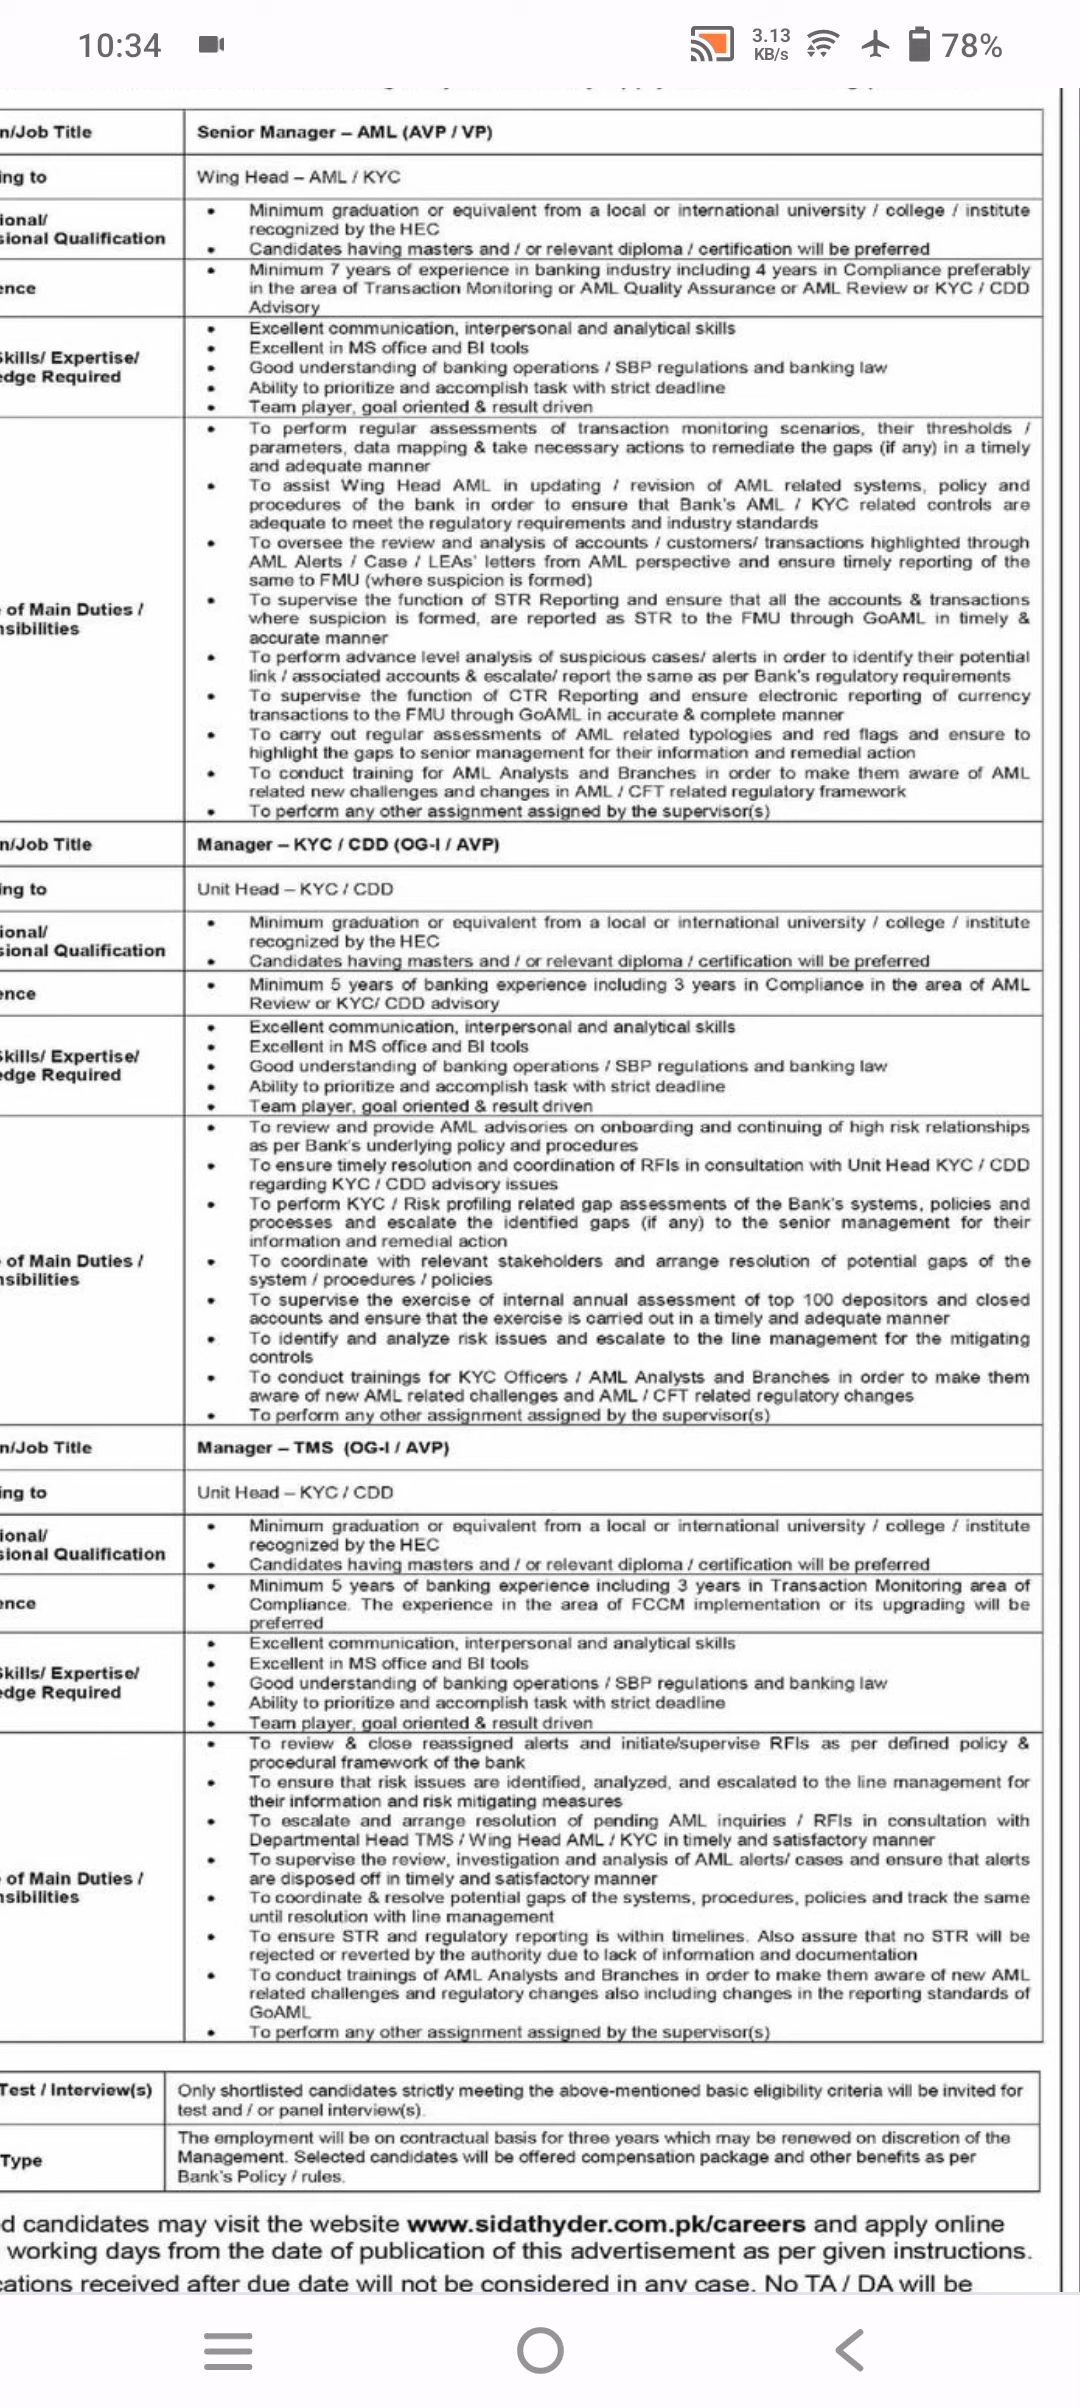 10:34
3.13
KB/s
78%
n/Job Title
Senior Manager – AML (AVP / VP)
ing to
Wing Head – AML / KYC
ional/
sional Qualification
• Minimum graduation or equivalent from a local or international university / college / institute
recognized by the HEC
• Candidates having masters and / or relevant diploma / certification will be preferred
ence
• Minimum 7 years of experience in banking industry including 4 years in Compliance preferably
in the area of Transaction Monitoring or AML Quality Assurance or AML Review or KYC / CDD
Advisory
Skills/ Expertise/
edge Required
• Excellent communication, interpersonal and analytical skills
• Excellent in MS office and BI tools
• Good understanding of banking operations / SBP regulations and banking law
• Ability to prioritize and accomplish task with strict deadline
• Team player, goal oriented & result driven
of Main Duties /
nsibilities
• To perform regular assessments of transaction monitoring scenarios, their thresholds /
parameters, data mapping & take necessary actions to remediate the gaps (if any) in a timely
and adequate manner
• To assist Wing Head AML in updating / revision of AML related systems, policy and
procedures of the bank in order to ensure that Bank's AML / KYC related controls are
adequate to meet the regulatory requirements and industry standards
• To oversee the review and analysis of accounts / customers/ transactions highlighted through
AML Alerts / Case / LEAs' letters from AML perspective and ensure timely reporting of the
same to FMU (where suspicion is formed)
• To supervise the function of STR Reporting and ensure that all the accounts & transactions
where suspicion is formed, are reported as STR to the FMU through GoAML in timely &
accurate manner
• To perform advance level analysis of suspicious cases/ alerts in order to identify their potential
link / associated accounts & escalate/ report the same as per Bank's regulatory requirements
• To supervise the function of CTR Reporting and ensure electronic reporting of currency
transactions to the FMU through GoAML in accurate & complete manner
• To carry out regular assessments of AML related typologies and red flags and ensure to
highlight the gaps to senior management for their information and remedial action
• To conduct training for AML Analysts and Branches in order to make them aware of AML
related new challenges and changes in AML / CFT related regulatory framework
• To perform any other assignment assigned by the supervisor(s)
n/Job Title
Manager – KYC / CDD (OG-I / AVP)
ing to
Unit Head – KYC / CDD
ional/
sional Qualification
• Minimum graduation or equivalent from a local or international university / college / institute
recognized by the HEC
• Candidates having masters and / or relevant diploma / certification will be preferred
ence
• Minimum 5 years of banking experience including 3 years in Compliance in the area of AML
Review or KYC/ CDD advisory
Skills/ Expertise/
edge Required
• Excellent communication, interpersonal and analytical skills
• Excellent in MS office and BI tools
• Good understanding of banking operations / SBP regulations and banking law
• Ability to prioritize and accomplish task with strict deadline
• Team player, goal oriented & result driven
of Main Duties /
nsibilities
• To review and provide AML advisories on onboarding and continuing of high risk relationships
as per Bank's underlying policy and procedures
• To ensure timely resolution and coordination of RFIs in consultation with Unit Head KYC / CDD
regarding KYC / CDD advisory issues
• To perform KYC / Risk profiling related gap assessments of the Bank's systems, policies and
processes and escalate the identified gaps (if any) to the senior management for their
information and remedial action
• To coordinate with relevant stakeholders and arrange resolution of potential gaps of the
system / procedures / policies
• To supervise the exercise of internal annual assessment of top 100 depositors and closed
accounts and ensure that the exercise is carried out in a timely and adequate manner
• To identify and analyze risk issues and escalate to the line management for the mitigating
controls
• To conduct trainings for KYC Officers / AML Analysts and Branches in order to make them
aware of new AML related challenges and AML / CFT related regulatory changes
• To perform any other assignment assigned by the supervisor(s)
n/Job Title
Manager – TMS (OG-I / AVP)
ing to
Unit Head – KYC / CDD
ional/
sional Qualification
• Minimum graduation or equivalent from a local or international university / college / institute
recognized by the HEC
• Candidates having masters and / or relevant diploma / certification will be preferred
ence
• Minimum 5 years of banking experience including 3 years in Transaction Monitoring area of
Compliance. The experience in the area of FCCM implementation or its upgrading will be
preferred
Skills/ Expertise/
edge Required
• Excellent communication, interpersonal and analytical skills
• Excellent in MS office and BI tools
• Good understanding of banking operations / SBP regulations and banking law
• Ability to prioritize and accomplish task with strict deadline
• Team player, goal oriented & result driven
of Main Duties /
nsibilities
• To review & close reassigned alerts and initiate/supervise RFIs as per defined policy &
procedural framework of the bank
• To ensure that risk issues are identified, analyzed, and escalated to the line management for
their information and risk mitigating measures
• To escalate and arrange resolution of pending AML inquiries / RFIs in consultation with
Departmental Head TMS / Wing Head AML / KYC in timely and satisfactory manner
• To supervise the review, investigation and analysis of AML alerts/ cases and ensure that alerts
are disposed off in timely and satisfactory manner
• To coordinate & resolve potential gaps of the systems, procedures, policies and track the same
until resolution with line management
• To ensure STR and regulatory reporting is within timelines. Also assure that no STR will be
rejected or reverted by the authority due to lack of information and documentation
• To conduct trainings of AML Analysts and Branches in order to make them aware of new AML
related challenges and regulatory changes also including changes in the reporting standards of
GoAML
• To perform any other assignment assigned by the supervisor(s)
Test / Interview(s)
Only shortlisted candidates strictly meeting the above-mentioned basic eligibility criteria will be invited for
test and / or panel interview(s).
Type
The employment will be on contractual basis for three years which may be renewed on discretion of the
Management. Selected candidates will be offered compensation package and other benefits as per
Bank's Policy / rules.
d candidates may visit the website www.sidathyder.com.pk/careers and apply online
working days from the date of publication of this advertisement as per given instructions.
cations received after due date will not be considered in any case. No TA / DA will be